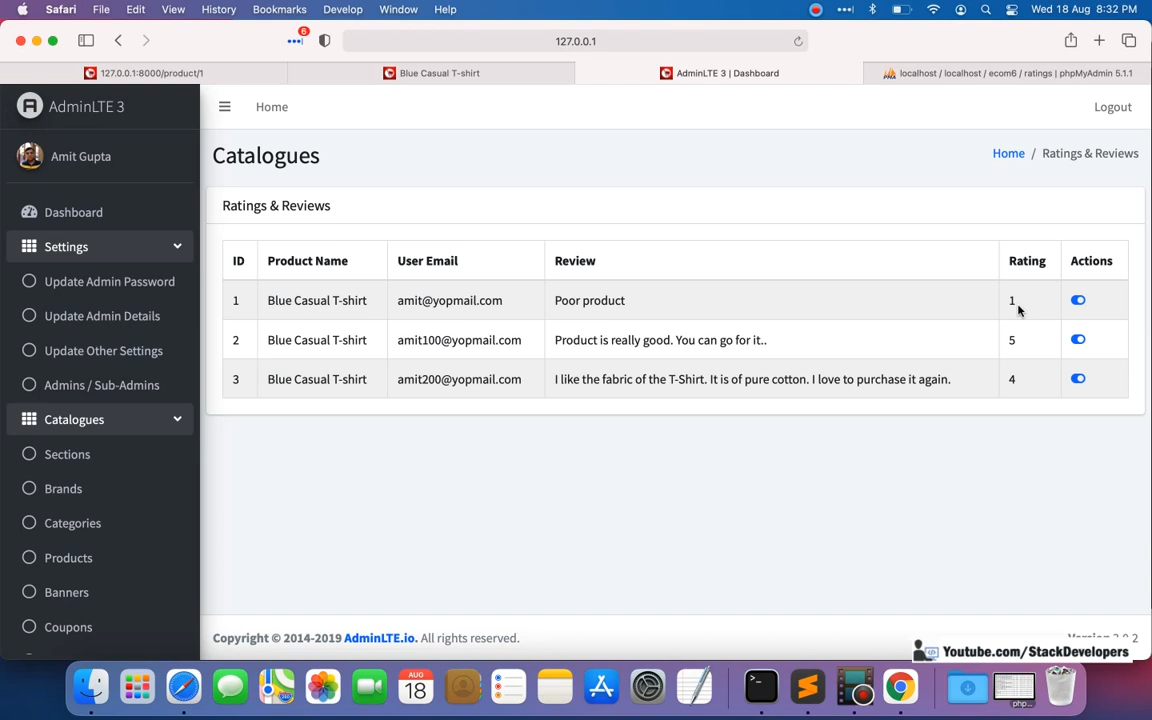 Safari File Edit View History Bookmarks Develop Window Help Wed 18 Aug 8:32 PM
6
127.0.0.1
127.0.0.1:8000/product/1 Blue Casual T-shirt AdminLTE 3 | Dashboard localhost / localhost / ecom6 / ratings | phpMyAdmin 5.1.1
AdminLTE 3
Home
Logout
Amit Gupta
Catalogues
Home / Ratings & Reviews
Ratings & Reviews
ID Product Name User Email Review Rating Actions
1 Blue Casual T-shirt amit@yopmail.com Poor product 1
2 Blue Casual T-shirt amit100@yopmail.com Product is really good. You can go for it.. 5
3 Blue Casual T-shirt amit200@yopmail.com I like the fabric of the T-Shirt. It is of pure cotton. I love to purchase it again. 4
Dashboard
Settings
Update Admin Password
Update Admin Details
Update Other Settings
Admins / Sub-Admins
Catalogues
Sections
Brands
Categories
Products
Banners
Coupons
Copyright © 2014-2019 AdminLTE.io. All rights reserved.
Youtube.com/StackDevelopers
AUG
18
php...